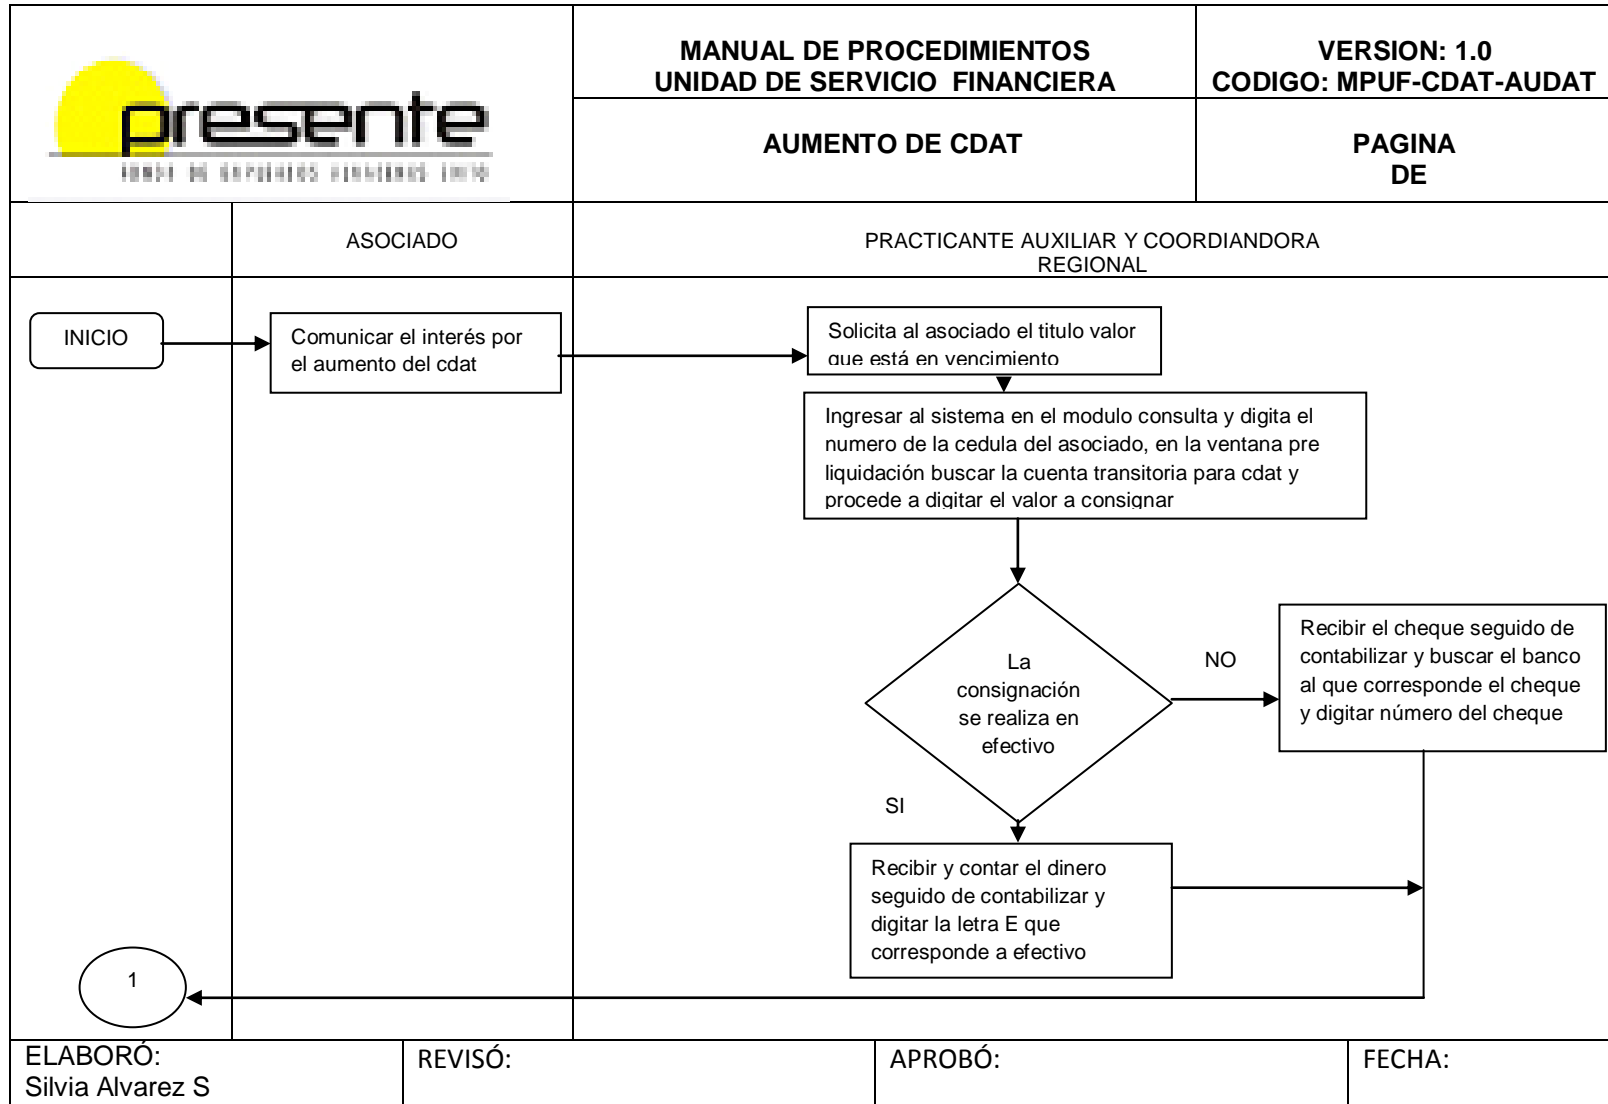 presente
MANUAL DE PROCEDIMIENTOS
UNIDAD DE SERVICIO FINANCIERA
VERSION: 1.0
CODIGO: MPUF-CDAT-AUDAT
AUMENTO DE CDAT
PAGINA
DE
ASOCIADO
PRACTICANTE AUXILIAR Y COORDIANDORA
REGIONAL
INICIO
Comunicar el interés por
el aumento del cdat
Solicita al asociado el titulo valor
que está en vencimiento
Ingresar al sistema en el modulo consulta y digita el
numero de la cedula del asociado, en la ventana pre
liquidación buscar la cuenta transitoria para cdat y
procede a digitar el valor a consignar
La
consignación
se realiza en
efectivo
NO
Recibir el cheque seguido de
contabilizar y buscar el banco
al que corresponde el cheque
y digitar número del cheque
SI
Recibir y contar el dinero
seguido de contabilizar y
digitar la letra E que
corresponde a efectivo
1
ELABORÓ:
Silvia Alvarez S
REVISÓ:
APROBÓ:
FECHA: